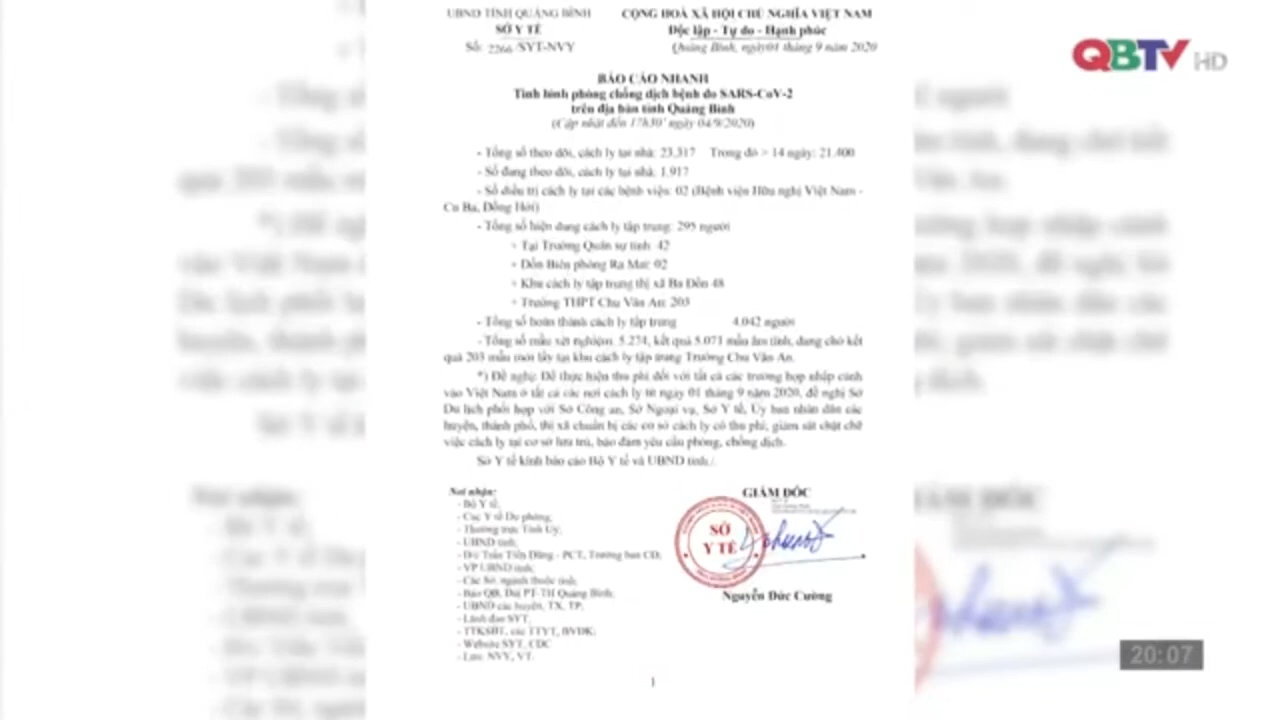 UBND TỈNH QUẢNG BÌNH
SỞ Y TẾ
Số: 2266/SYT-NVY
CỘNG HOÀ XÃ HỘI CHỦ NGHĨA VIỆT NAM
Độc lập - Tự do - Hạnh phúc
Quảng Bình, ngày 01 tháng 9 năm 2020
QBTV HD
BÁO CÁO NHANH
Tình hình phòng chống dịch bệnh do SARS-CoV-2
trên địa bàn tỉnh Quảng Bình
(Cập nhật đến 17h30' ngày 04/9/2020)
- Tổng số theo dõi, cách ly tại nhà: 23.317 Trong đó > 14 ngày: 21.400
- Số đang theo dõi, cách ly tại nhà: 1.917
- Số điều trị cách ly tại các bệnh viện: 02 (Bệnh viện Hữu nghị Việt Nam -
Cu Ba, Đồng Hới)
- Tổng số hiện đang cách ly tập trung: 295 người
+ Tại Trường Quân sự tỉnh: 42
+ Đồn Biên phòng Ra Mai: 02
+ Khu cách ly tập trung thị xã Ba Đồn 48
+ Trường THPT Chu Văn An: 203
- Tổng số hoàn thành cách ly tập trung 4.042 người
- Tổng số mẫu xét nghiệm: 5.274, kết quả 5.071 mẫu âm tính, đang chờ kết
quả 203 mẫu mới lấy tại khu cách ly tập trung Trường Chu Văn An.
*) Đề nghị: Để thực hiện thu phí đối với tất cả các trường hợp nhập cảnh
vào Việt Nam ở tất cả các nơi cách ly từ ngày 01 tháng 9 năm 2020, đề nghị Sở
Du lịch phối hợp với Sở Công an, Sở Ngoại vụ, Sở Y tế, Ủy ban nhân dân các
huyện, thành phố, thị xã chuẩn bị các cơ sở cách ly có thu phí; giám sát chặt chẽ
việc cách ly tại cơ sở lưu trú, bảo đảm yêu cầu phòng, chống dịch.
Sở Y tế kính báo cáo Bộ Y tế và UBND tỉnh./.
Nơi nhận:
- Bộ Y tế;
- Cục Y tế Dự phòng;
- Thường trực Tỉnh Ủy;
- UBND tỉnh;
- Đ/c Trần Tiến Dũng - PCT, Trưởng ban CĐ;
- VP UBND tỉnh;
- Các Sở, ngành thuộc tỉnh;
- Báo QB, Đài PT-TH Quảng Bình;
- UBND các huyện, TX, TP;
- Lãnh đạo SYT;
- TTKSBT, các TTYT, BVĐK;
- Website SYT, CDC
- Lưu: NVY, VT.
GIÁM ĐỐC
SỞ
Y TẾ
Nguyễn Đức Cường
20:07
1